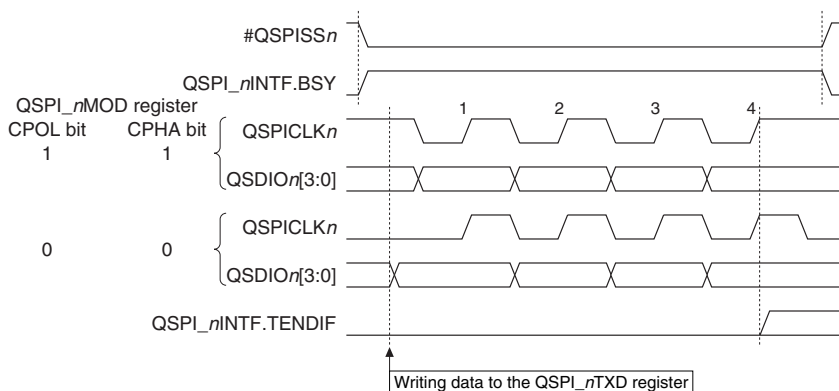 #QSPISSn
QSPI_nINTF.BSY
QSPI_nMOD register
CPOL bit CPHA bit
1 1
QSPICLKn
1 2 3 4
QSDIOn[3:0]
0 0
QSPICLKn
QSDIOn[3:0]
QSPI_nINTF.TENDIF
Writing data to the QSPI_nTXD register